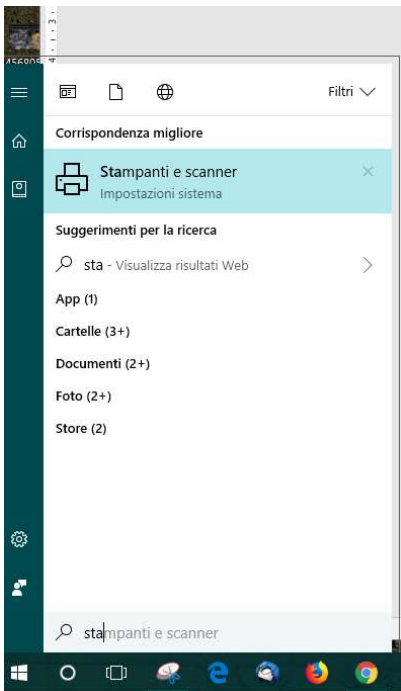 456805
Filtri
Corrispondenza migliore
Stampanti e scanner
Impostazioni sistema
Suggerimenti per la ricerca
sta - Visualizza risultati Web
App (1)
Cartelle (3+)
Documenti (2+)
Foto (2+)
Store (2)
stampanti e scanner